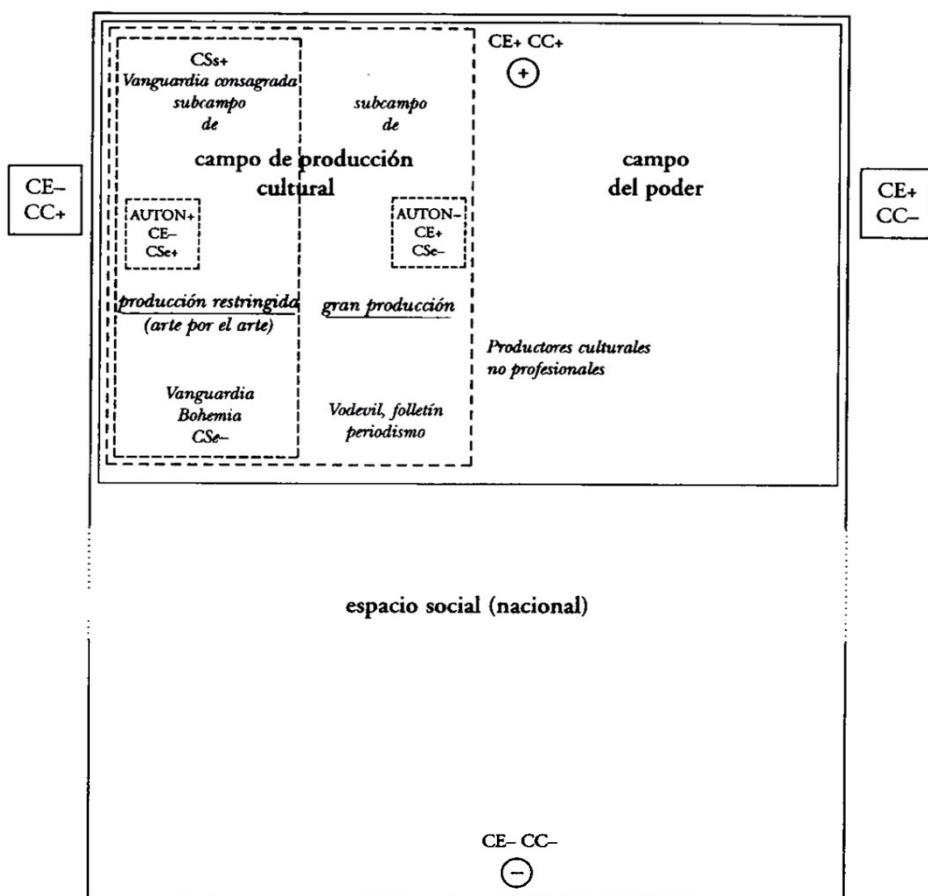 CE+ CC+
+
CSs+
Vanguardia consagrada
subcampo
de
subcampo
de
campo de producción
cultural
campo
del poder
CE–
CC+
CE+
CC–
AUTON+
CE–
CSe+
AUTON–
CE+
CSe–
producción restringida
(arte por el arte)
gran producción
Productores culturales
no profesionales
Vanguardia
Bohemia
CSe–
Vodevil, folletín
periodismo
espacio social (nacional)
CE– CC–
–